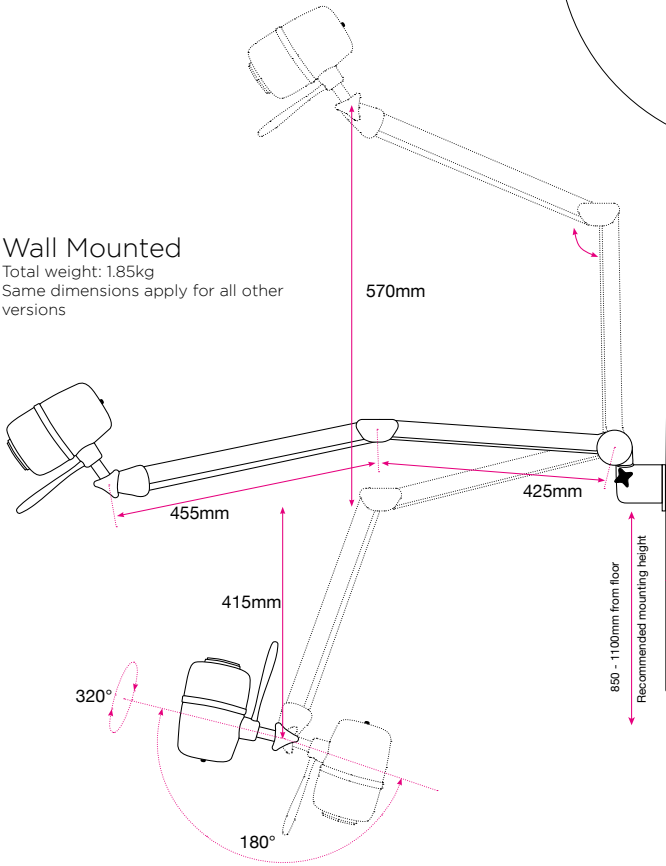 Wall Mounted
Total weight: 1.85kg
Same dimensions apply for all other
versions
570mm
455mm
425mm
415mm
850 - 1100mm from floor
Recommended mounting height
320°
180°